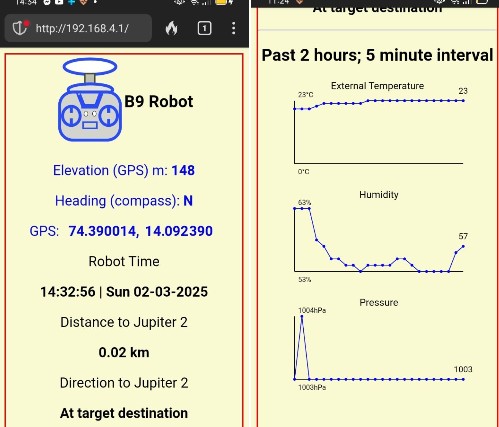 14:34
http://192.168.4.1/
1
B9 Robot
Elevation (GPS) m: 148
Heading (compass): N
GPS: 74.390014, 14.092390
Robot Time
14:32:56 | Sun 02-03-2025
Distance to Jupiter 2
0.02 km
Direction to Jupiter 2
At target destination
11:24
At target destination
Past 2 hours; 5 minute interval
External Temperature
23°C
23
0°C
Humidity
63%
57
53%
Pressure
1004hPa
1003
1003hPa